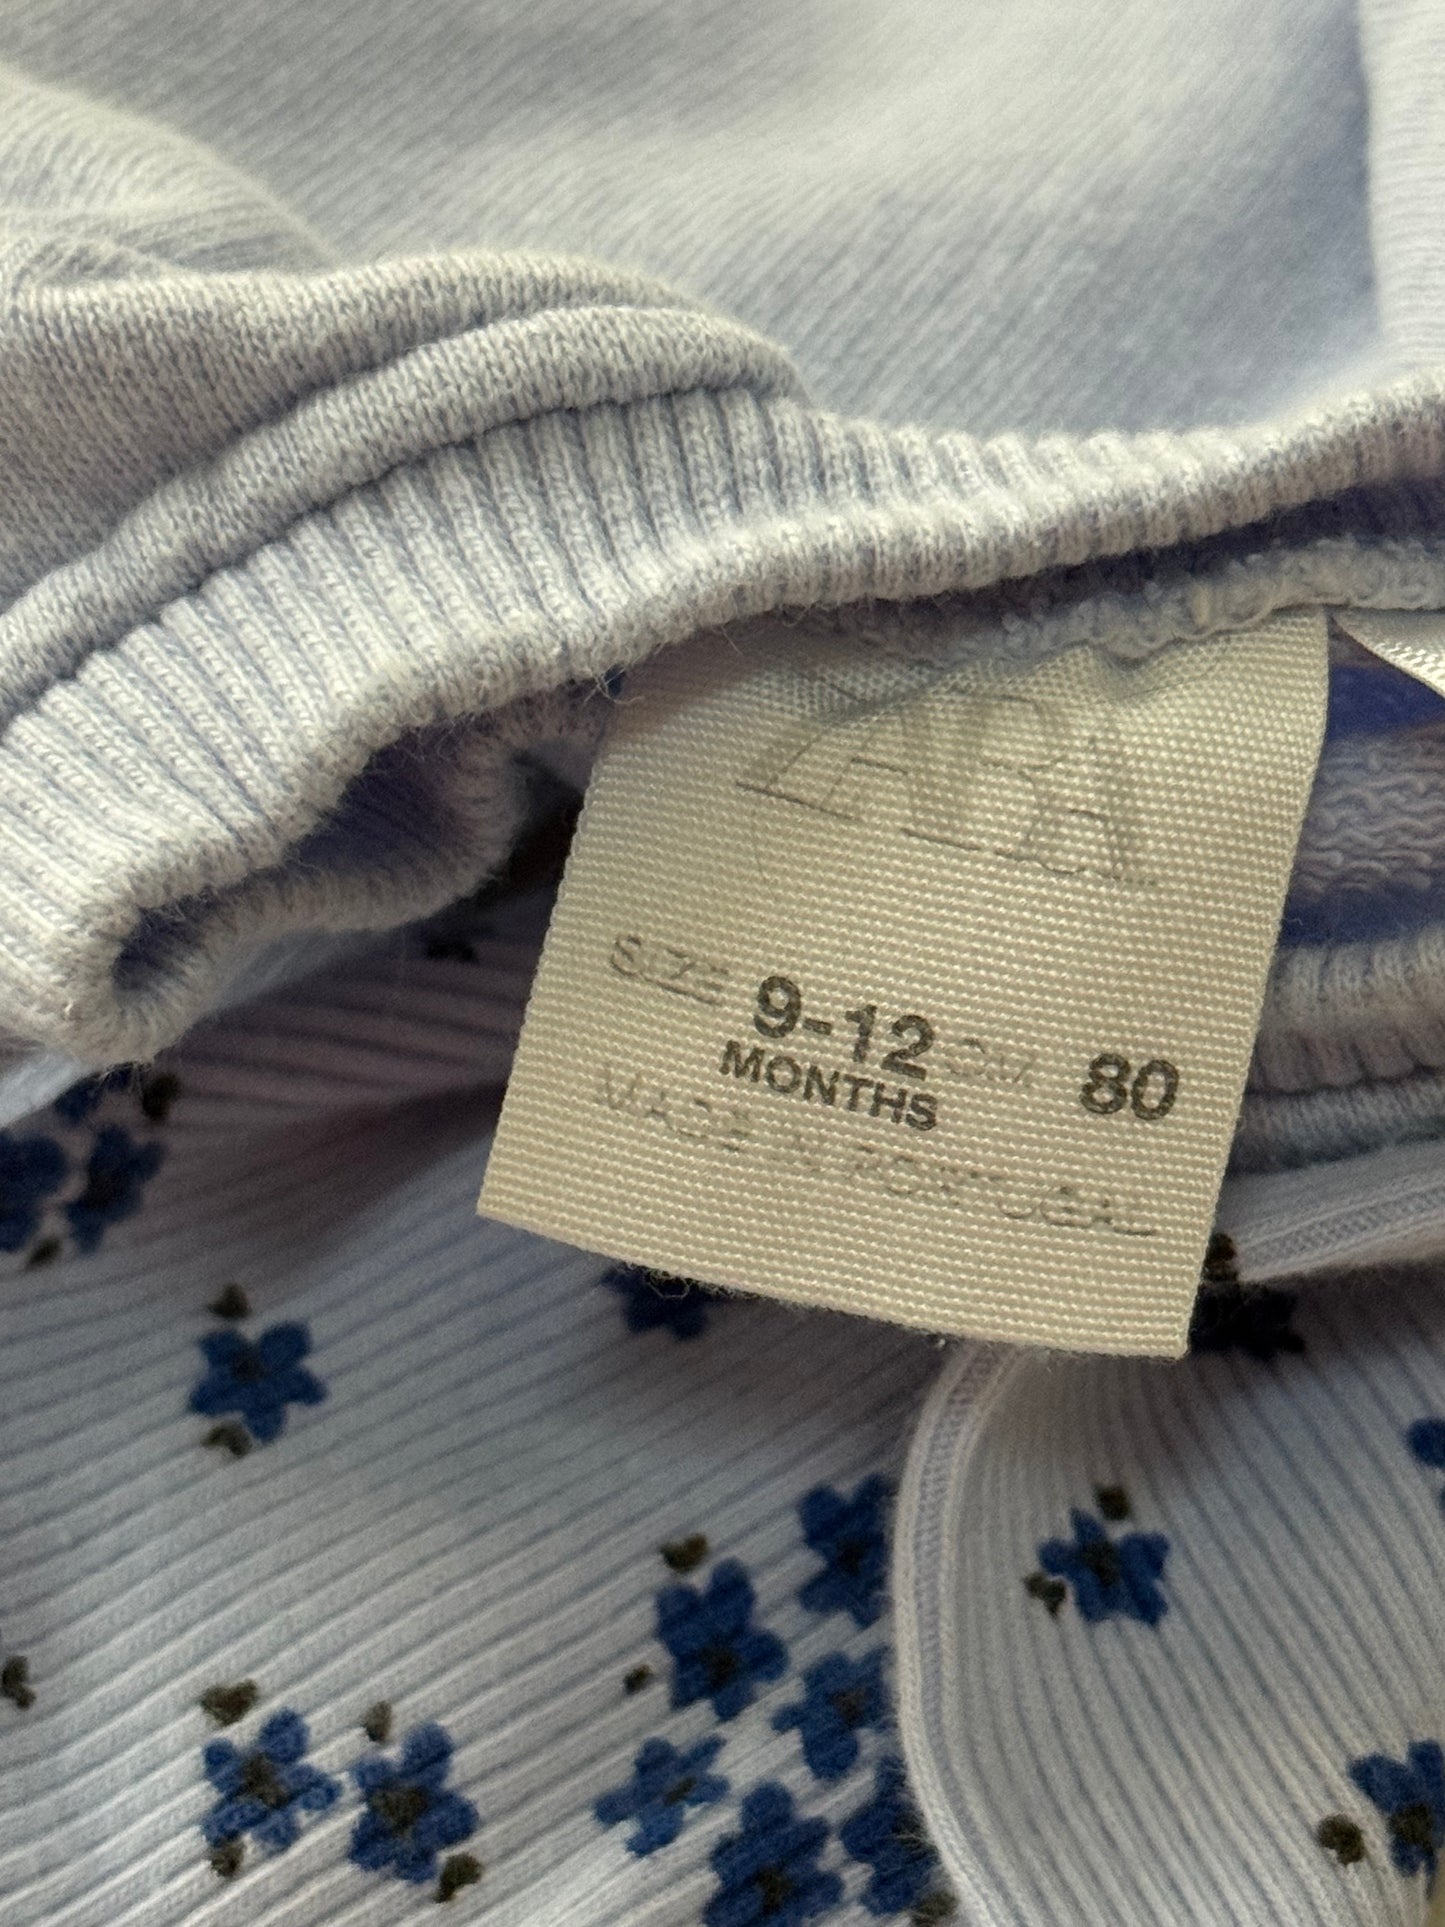 ZARA
SIZE 9-12 CM 80
MONTHS
MADE IN PORTUGAL